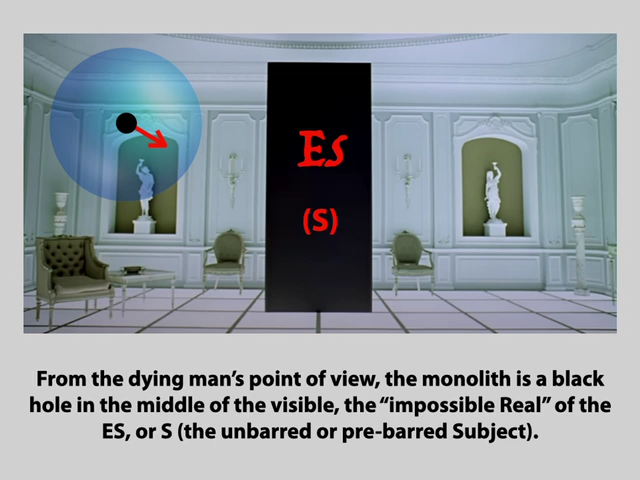 Es
(S)
From the dying man’s point of view, the monolith is a black
hole in the middle of the visible, the “impossible Real” of the
ES, or S (the unbarred or pre-barred Subject).